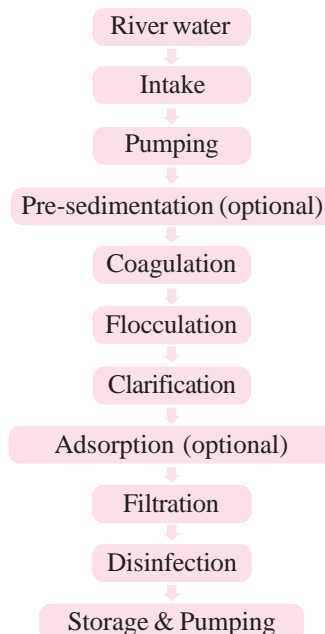 River water
Intake
Pumping
Pre-sedimentation (optional)
Coagulation
Flocculation
Clarification
Adsorption (optional)
Filtration
Disinfection
Storage & Pumping